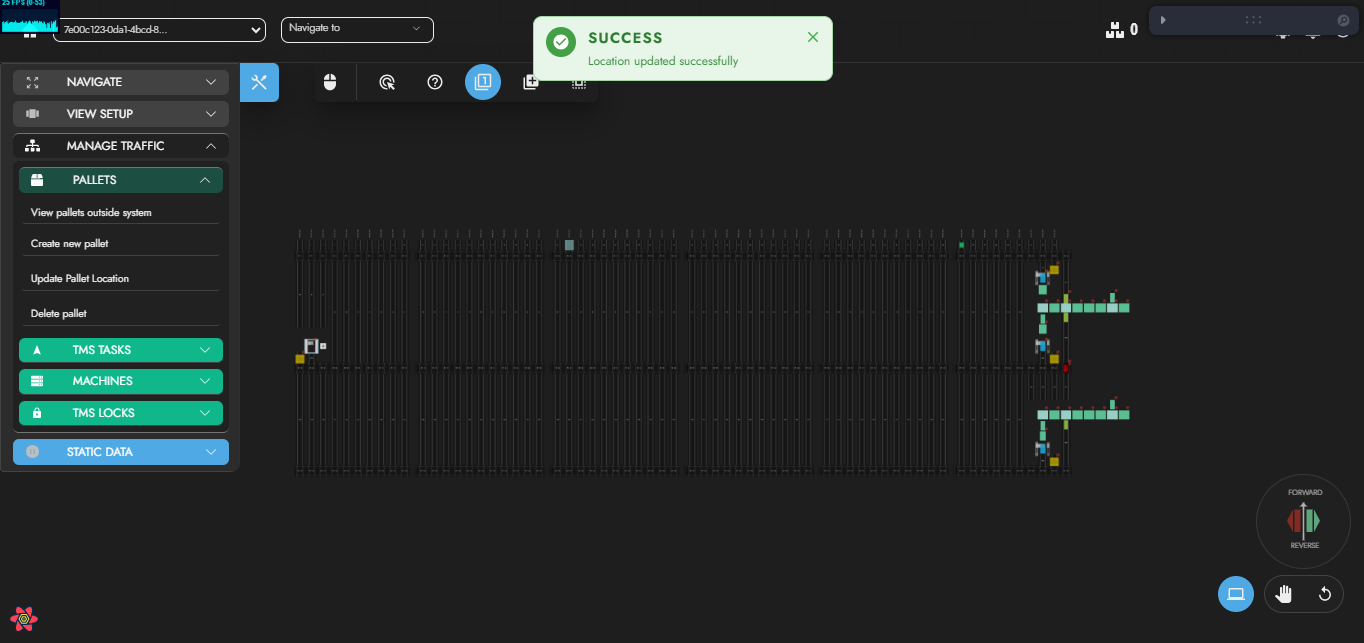 25 FPS (0-53)
7e00c123-0da1-4bcd-8...
Navigate to
SUCCESS
Location updated successfully
0
NAVIGATE
VIEW SETUP
MANAGE TRAFFIC
PALLETS
View pallets outside system
Create new pallet
Update Pallet Location
Delete pallet
TMS TASKS
MACHINES
TMS LOCKS
STATIC DATA
FORWARD
REVERSE